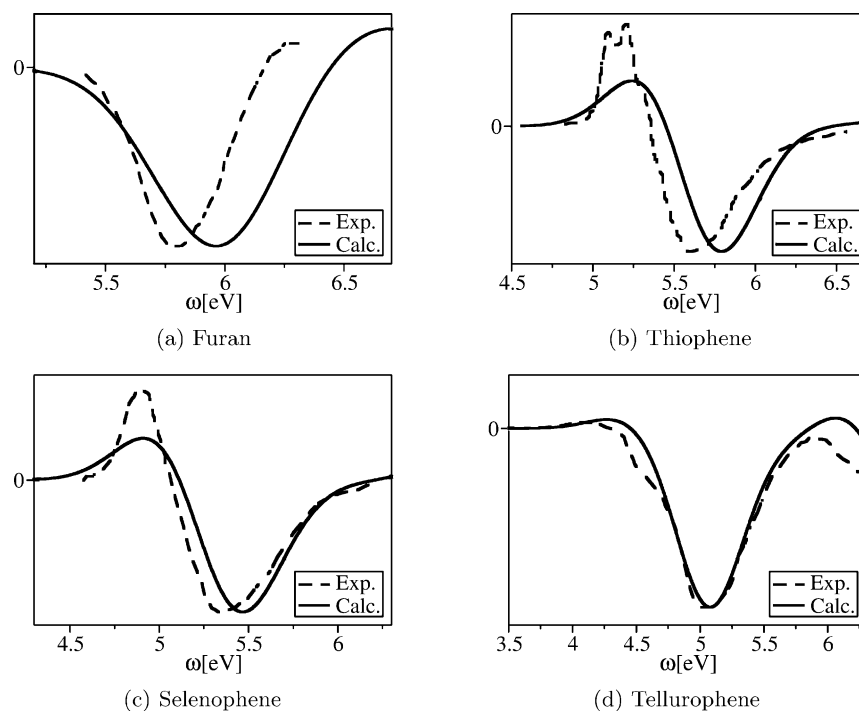 0
Exp.
Calc.
5.5 6 6.5
ω[eV]
(a) Furan
0
Exp.
Calc.
4.5 5 5.5 6 6.5
ω[eV]
(b) Thiophene
0
Exp.
Calc.
4.5 5 5.5 6
ω[eV]
(c) Selenophene
0
Exp.
Calc.
3.5 4 4.5 5 5.5 6
ω[eV]
(d) Tellurophene